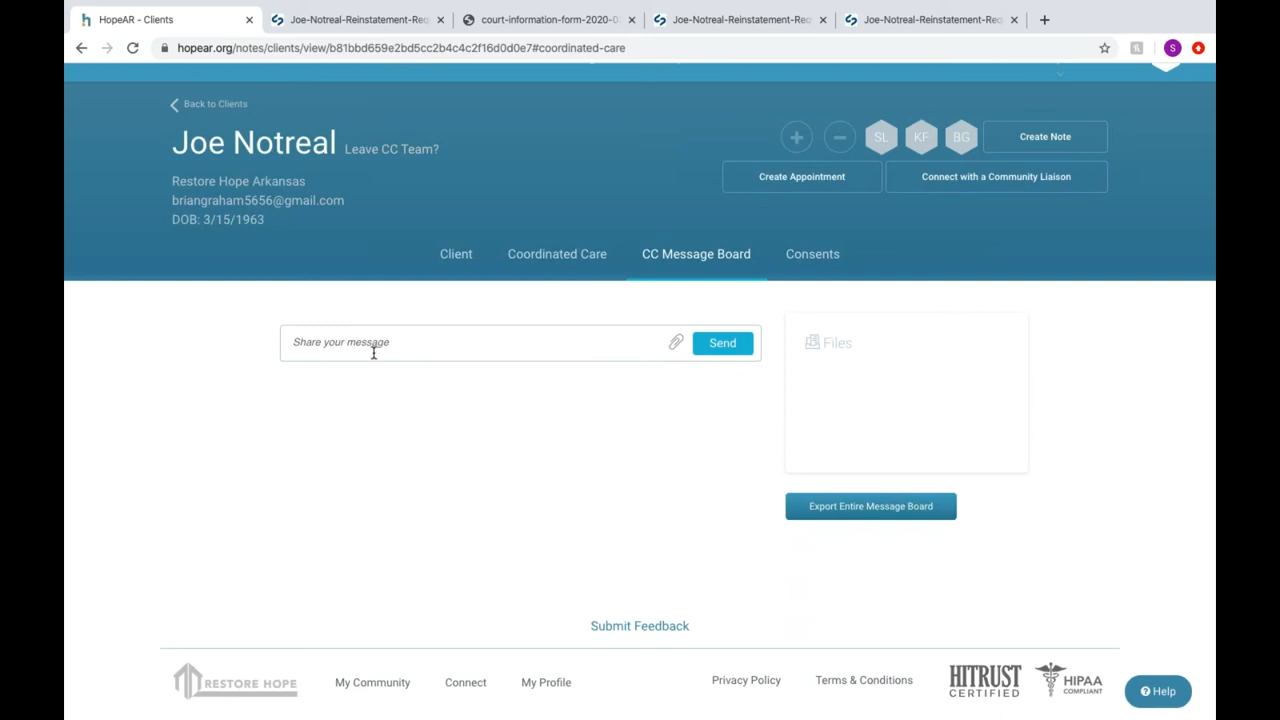 HopeAR - Clients
Joe-Notreal-Reinstatement-Req
court-information-form-2020-0
Joe-Notreal-Reinstatement-Req
Joe-Notreal-Reinstatement-Req
hopear.org/notes/clients/view/b81bbd659e2bd5cc2b4c4c2f16d0d0e7#coordinated-care
S
Back to Clients
Joe Notreal Leave CC Team?
SL KF BG Create Note
Create Appointment Connect with a Community Liaison
Restore Hope Arkansas
briangraham5656@gmail.com
DOB: 3/15/1963
Client Coordinated Care CC Message Board Consents
Share your message Send
Files
Export Entire Message Board
Submit Feedback
RESTORE HOPE
My Community Connect My Profile
Privacy Policy Terms & Conditions
HITRUST
CERTIFIED
HIPAA
COMPLIANT
Help